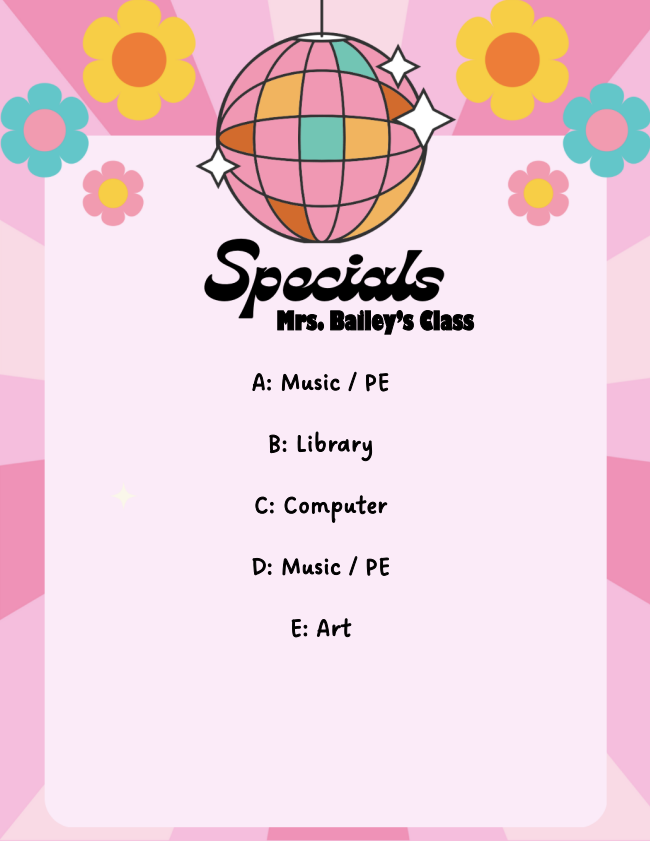 Specials
Mrs. Bailey's Class
A: Music / PE
B: Library
C: Computer
D: Music / PE
E: Art